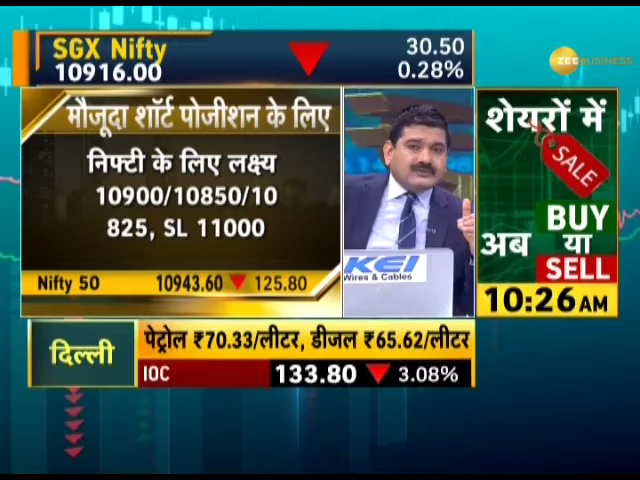 SGX Nifty
10916.00
30.50
0.28%
ZEE BUSINESS
मौजूदा शॉर्ट पोजीशन के लिए
निफ्टी के लिए लक्ष्य
10900/10850/10
825, SL 11000
Nifty 50 10943.60 125.80
KEI
Wires & Cables
शेयरों में
SALE
अब
BUY
या
SELL
10:26 AM
दिल्ली
पेट्रोल ₹70.33/लीटर, डीजल ₹65.62/लीटर
IOC 133.80 3.08%